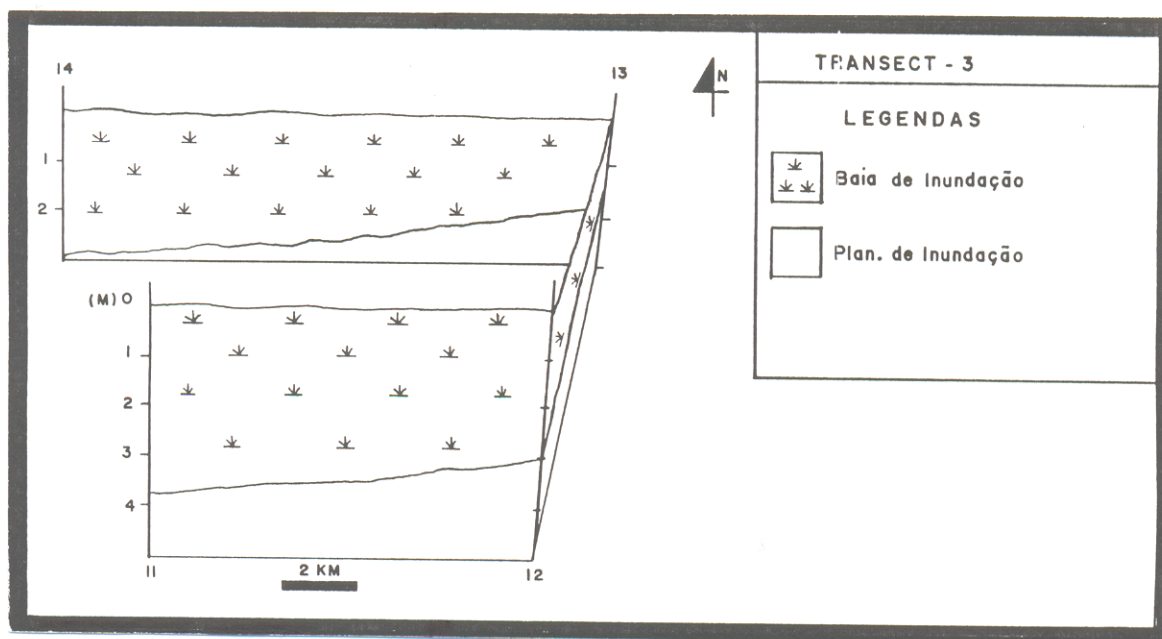 14
13
N
TRANSECT - 3
LEGENDAS
Baia de Inundação
Plan. de Inundação
1
2
(M) 0
1
2
3
4
11
2 KM
12